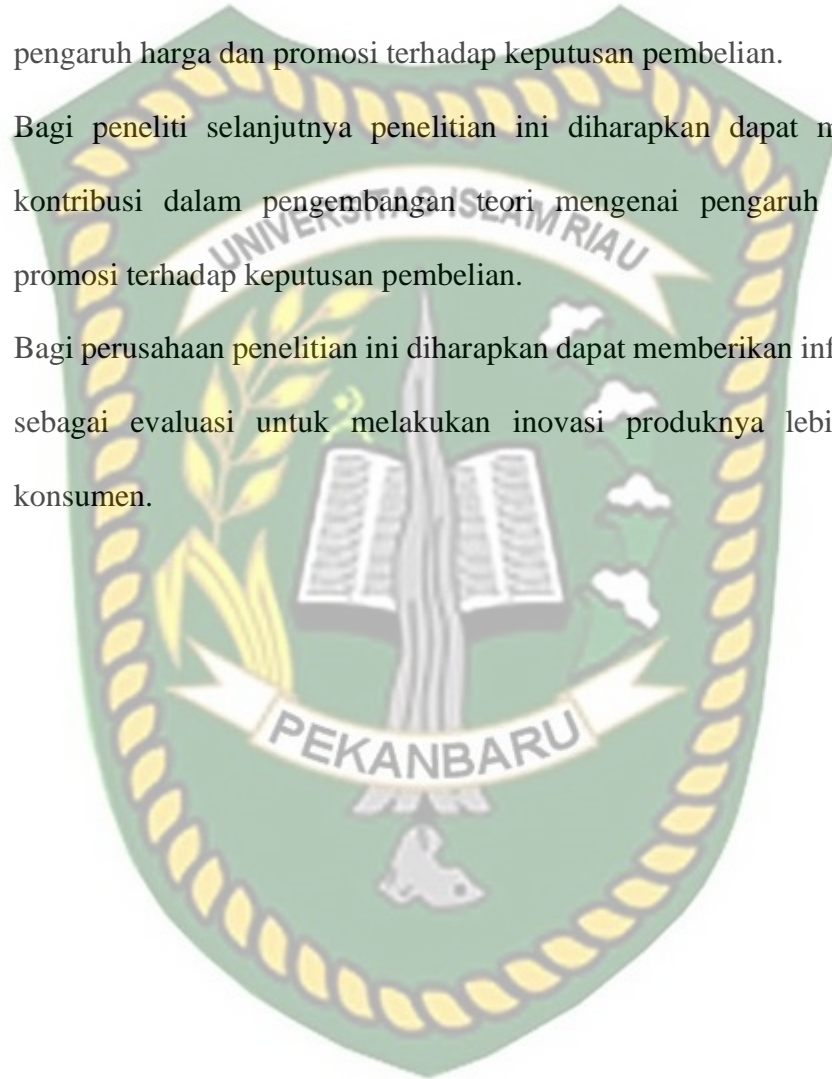 pengaruh harga dan promosi terhadap keputusan pembelian.
Bagi peneliti selanjutnya penelitian ini diharapkan dapat
kontribusi dalam pengembangan teori mengenai pengaruh
promosi terhadap keputusan pembelian.
Bagi perusahaan penelitian ini diharapkan dapat memberikan
sebagai evaluasi untuk melakukan inovasi produknya
konsumen.
UNIVERSITAS ISLAM RIAU
PEKANBARU